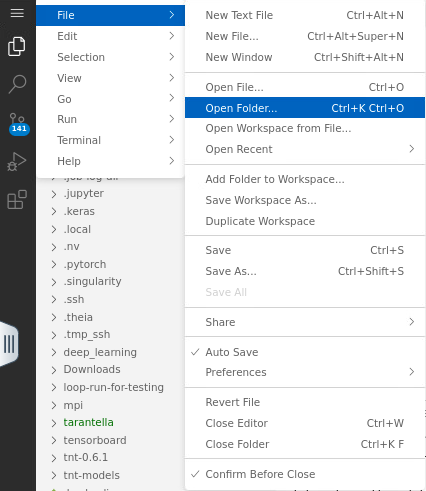 File
Edit
Selection
View
Go
Run
Terminal
Help
141
.jupyter
.keras
.local
.nv
.pytorch
.singularity
.ssh
.theia
.tmp_ssh
deep_learning
Downloads
loop-run-for-testing
mpi
tarantella
tensorboard
tnt-0.6.1
tnt-models
New Text File Ctrl+Alt+N
New File... Ctrl+Alt+Super+N
New Window Ctrl+Shift+Alt+N
Open File... Ctrl+O
Open Folder... Ctrl+K Ctrl+O
Open Workspace from File...
Open Recent
Add Folder to Workspace...
Save Workspace As...
Duplicate Workspace
Save Ctrl+S
Save As... Ctrl+Shift+S
Save All
Share
Auto Save
Preferences
Revert File
Close Editor Ctrl+W
Close Folder Ctrl+K F
Confirm Before Close